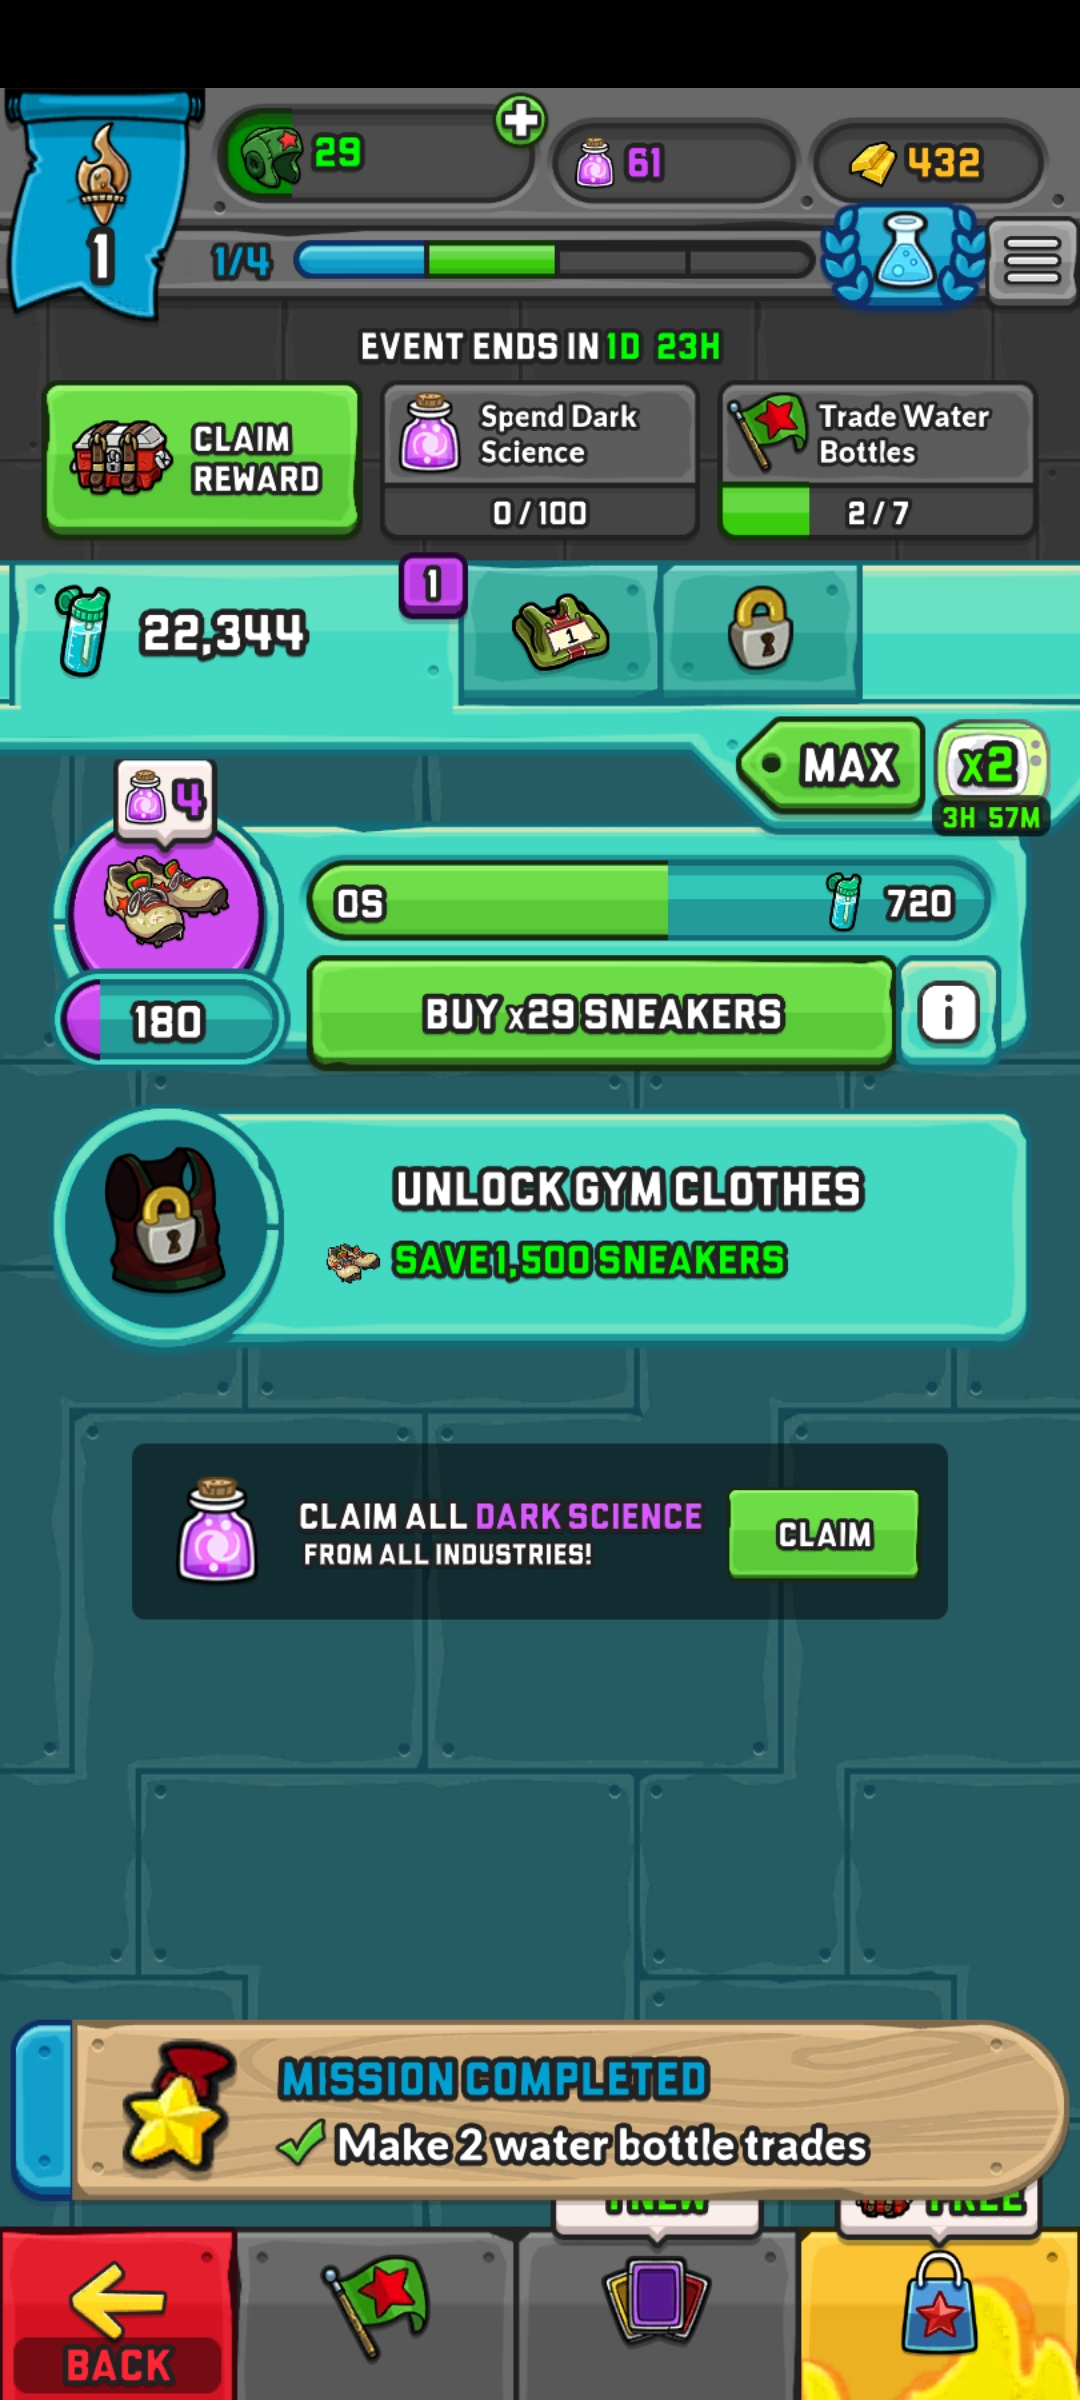 29
61
432
1
1/4
EVENT ENDS IN 1D 23H
CLAIM
REWARD
Spend Dark
Science
0 / 100
Trade Water
Bottles
2 / 7
22,344
1
1
MAX
x2
3H 57M
4
0S
720
180
BUY x29 SNEAKERS
i
UNLOCK GYM CLOTHES
SAVE 1,500 SNEAKERS
CLAIM ALL DARK SCIENCE
FROM ALL INDUSTRIES!
CLAIM
MISSION COMPLETED
Make 2 water bottle trades
1 NEW
FREE
BACK